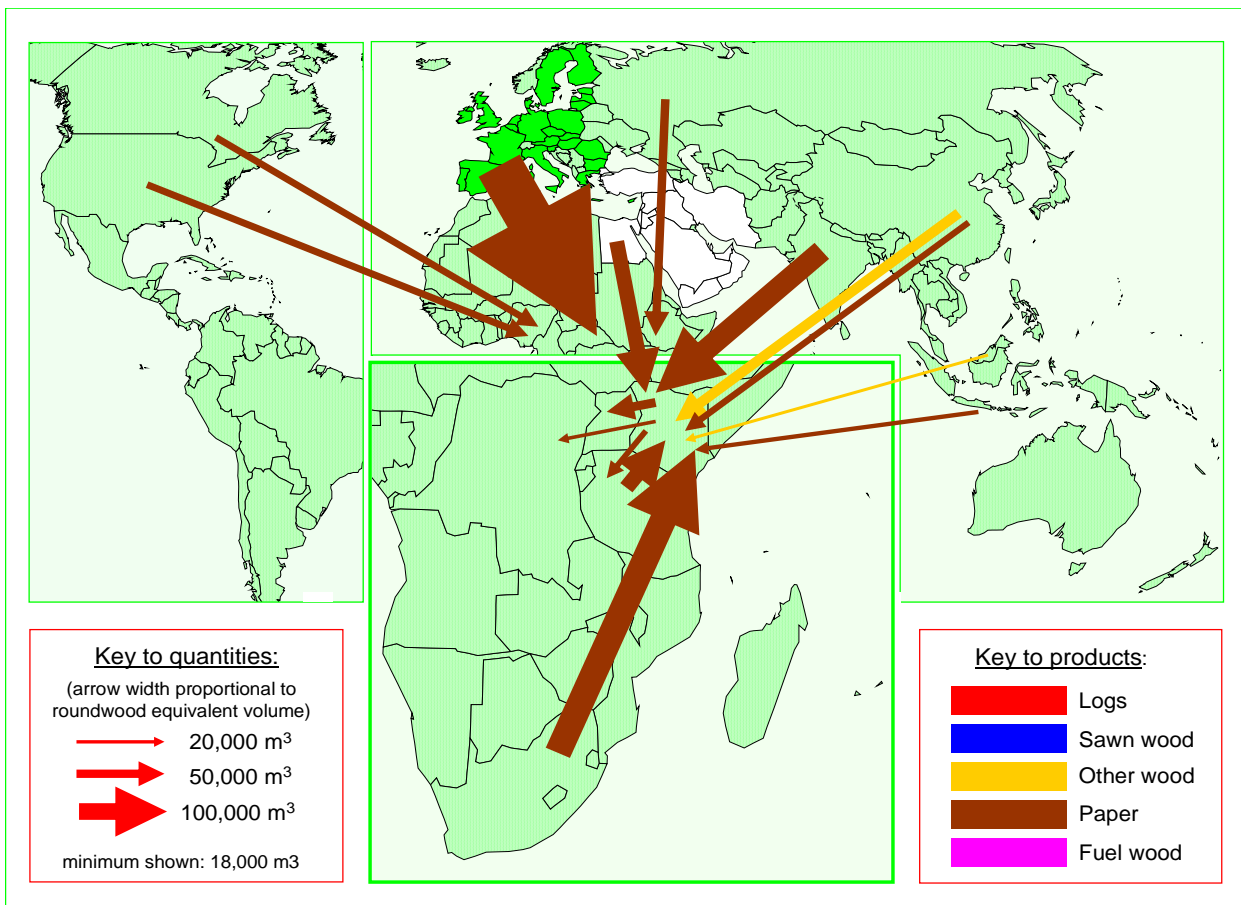 Key to quantities:
(arrow width proportional to
roundwood equivalent volume)
20,000 m³
50,000 m³
100,000 m³
minimum shown: 18,000 m3
Key to products:
Logs
Sawn wood
Other wood
Paper
Fuel wood